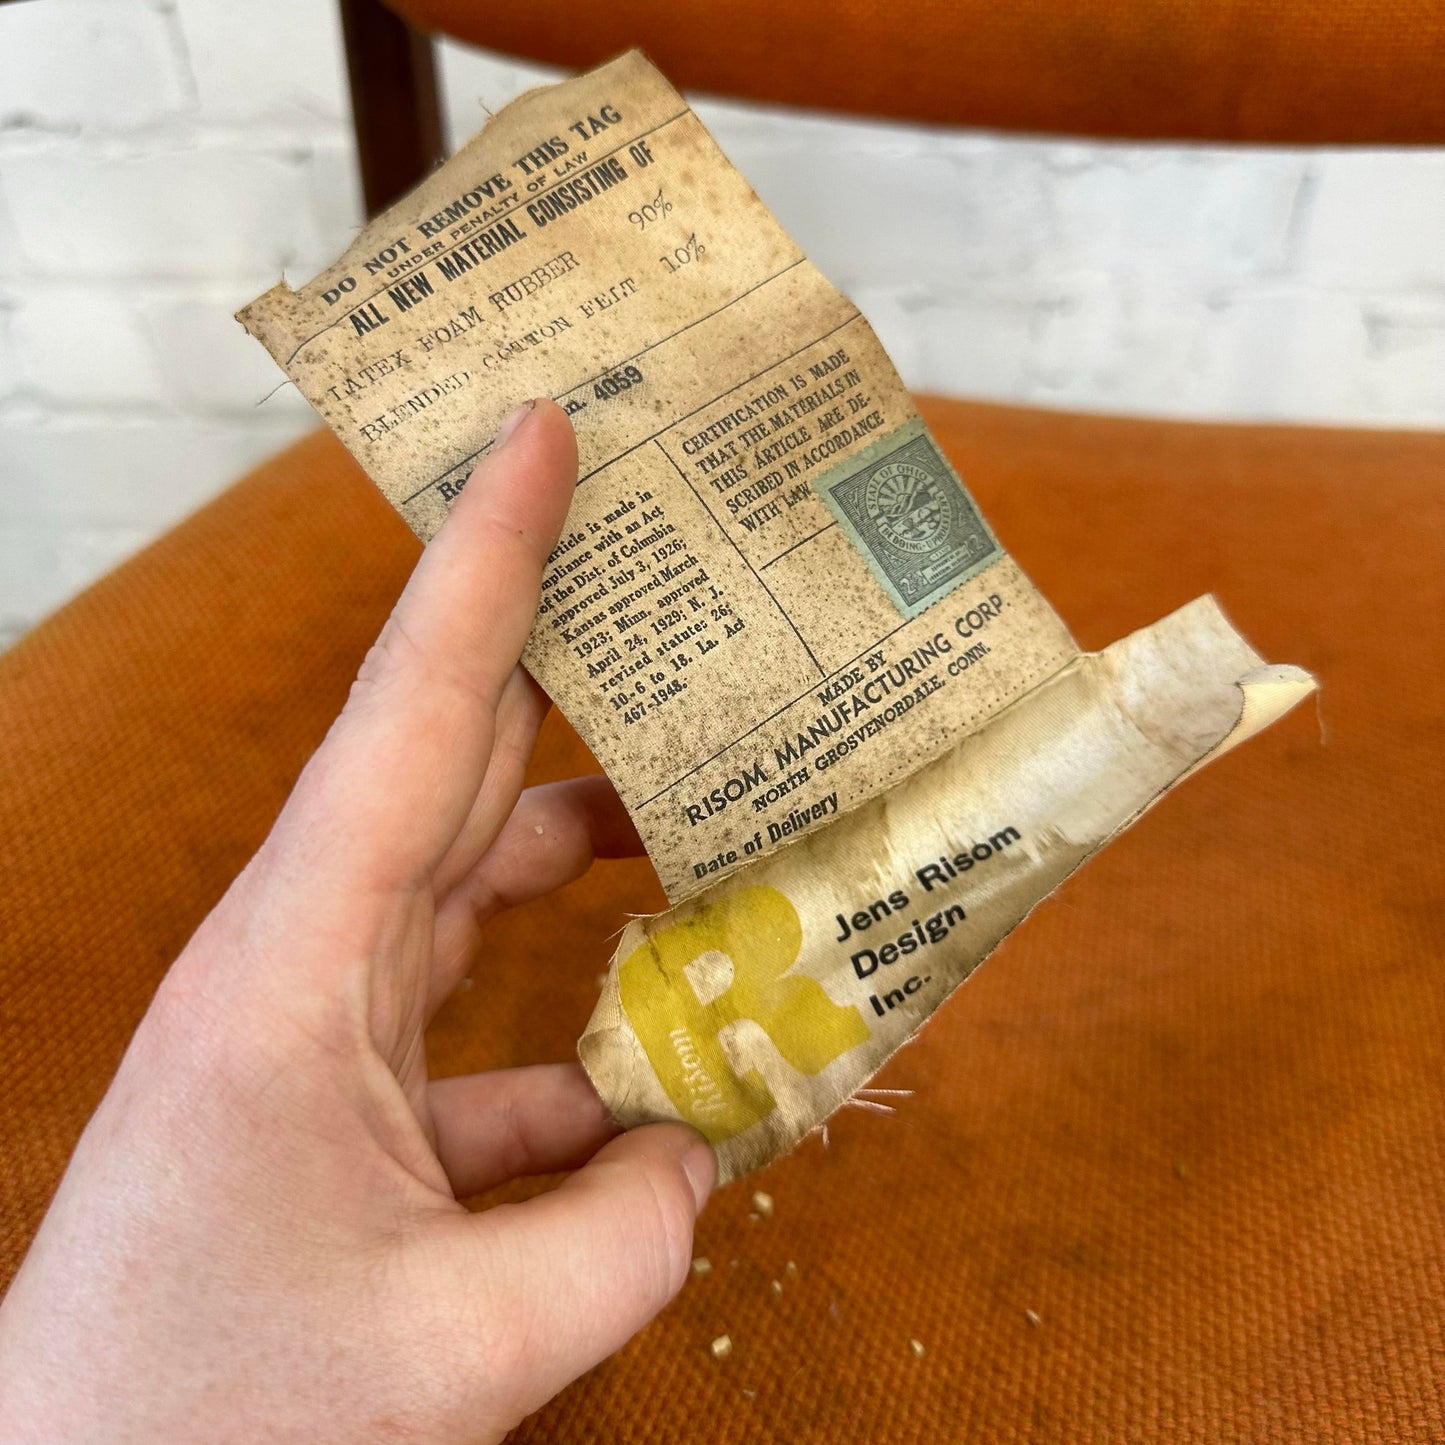 DO NOT REMOVE THIS TAG
UNDER PENALTY OF LAW
ALL NEW MATERIAL CONSISTING OF
LATEX FOAM RUBBER 90%
BLENDED COTTON FELT 10%
4059
CERTIFICATION IS MADE
THAT THE MATERIALS IN
THIS ARTICLE ARE DE-
SCRIBED IN ACCORDANCE
WITH LAW
STATE OF OHIO
article is made in
mpliance with an Act
of the Dist. of Columbia
approved July 3, 1926;
Kansas approved March
1923; Minn. approved
April 24, 1929; N. J.
revised statute: 26;
10-6 to 18. La. Act
467-1948.
MADE BY
RISOM MANUFACTURING CORP.
NORTH GROSVENORDALE, CONN.
Date of Delivery
R
Risom
Jens Risom
Design
Inc.